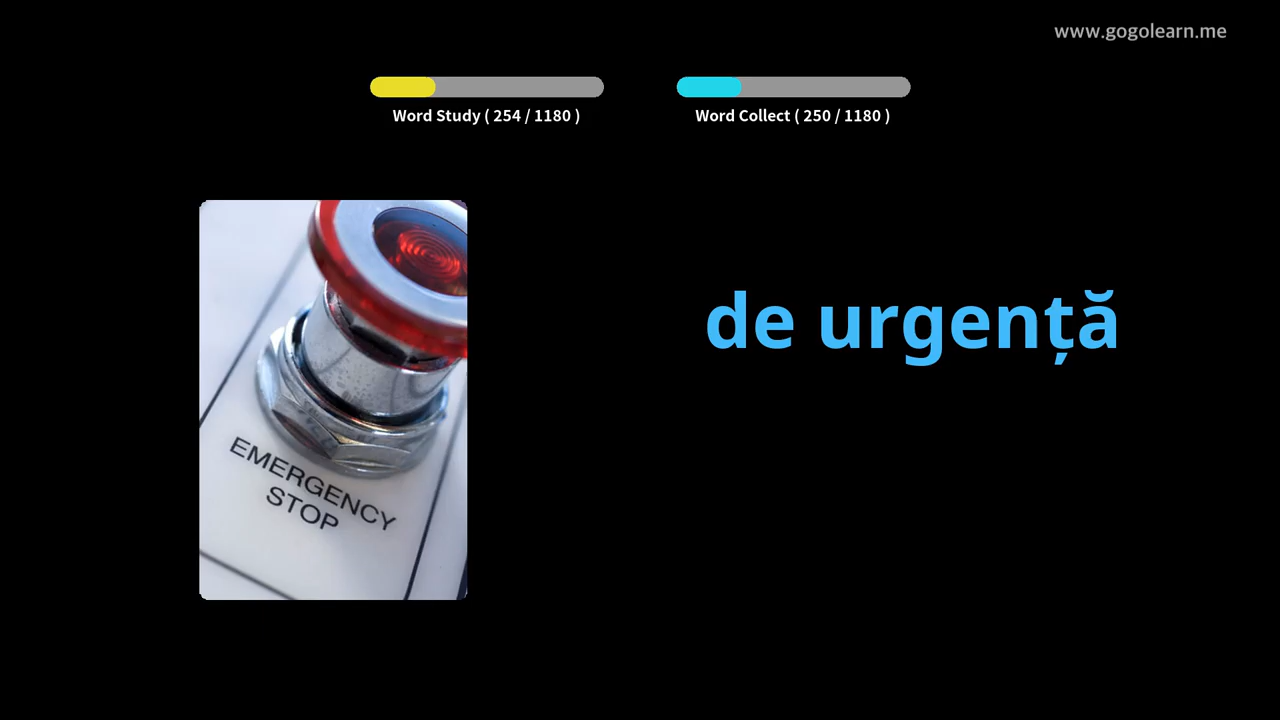 www.gogolearn.me
Word Study ( 254 / 1180 )
Word Collect ( 250 / 1180 )
de urgență
EMERGENCY
STOP